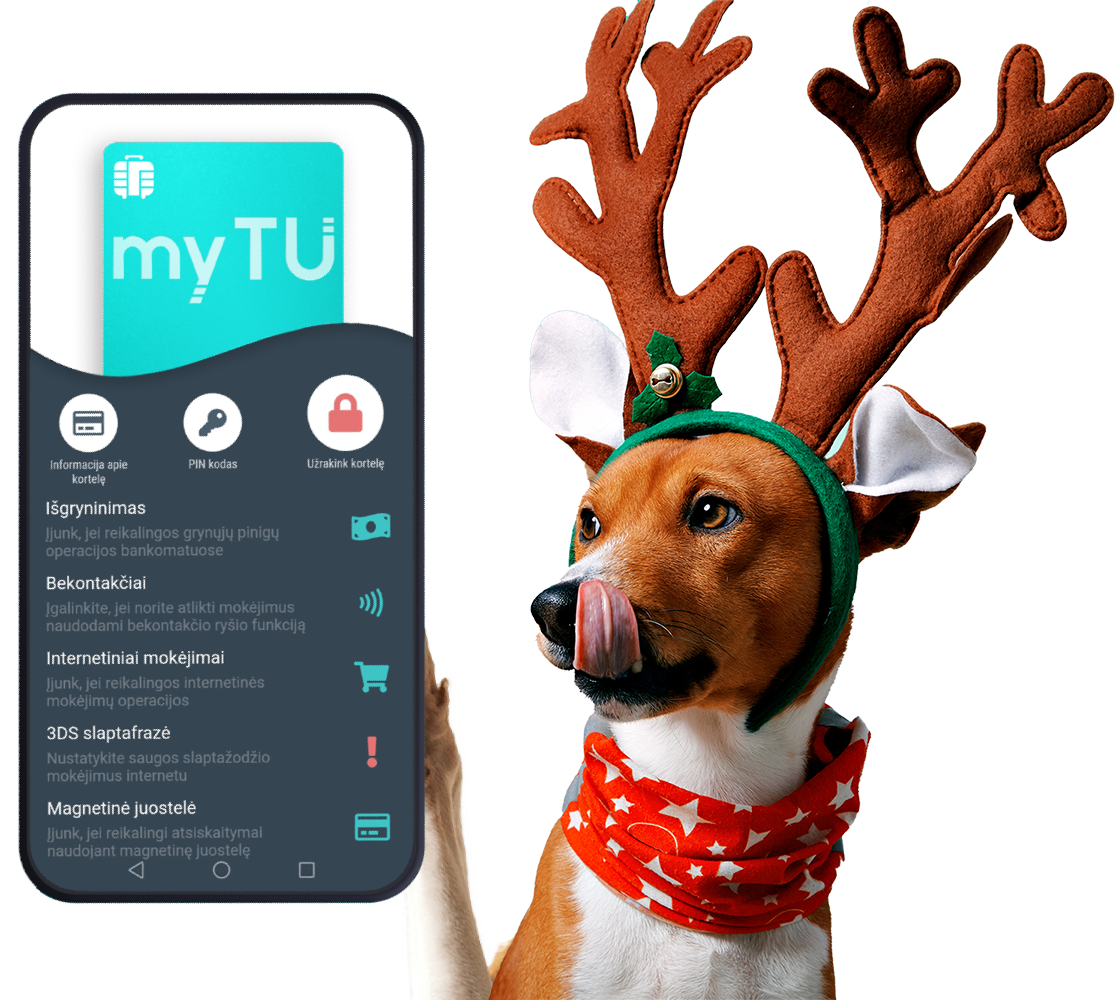 myTU
Informacija apie
kortelę
PIN kodas
Užrakink kortelę
Išgryninimas
Įjunk, jei reikalingos grynųjų pinigų
operacijos bankomatuose
Bekontakčiai
Įgalinkite, jei norite atlikti mokėjimus
naudodami bekontakčio ryšio funkciją
Internetiniai mokėjimai
Įjunk, jei reikalingos internetinės
mokėjimų operacijos
3DS slaptafrazė
Nustatykite saugos slaptažodžio
mokėjimus internetu
Magnetinė juostelė
Įjunk, jei reikalingi atsiskaitymai
naudojant magnetinę juostelę